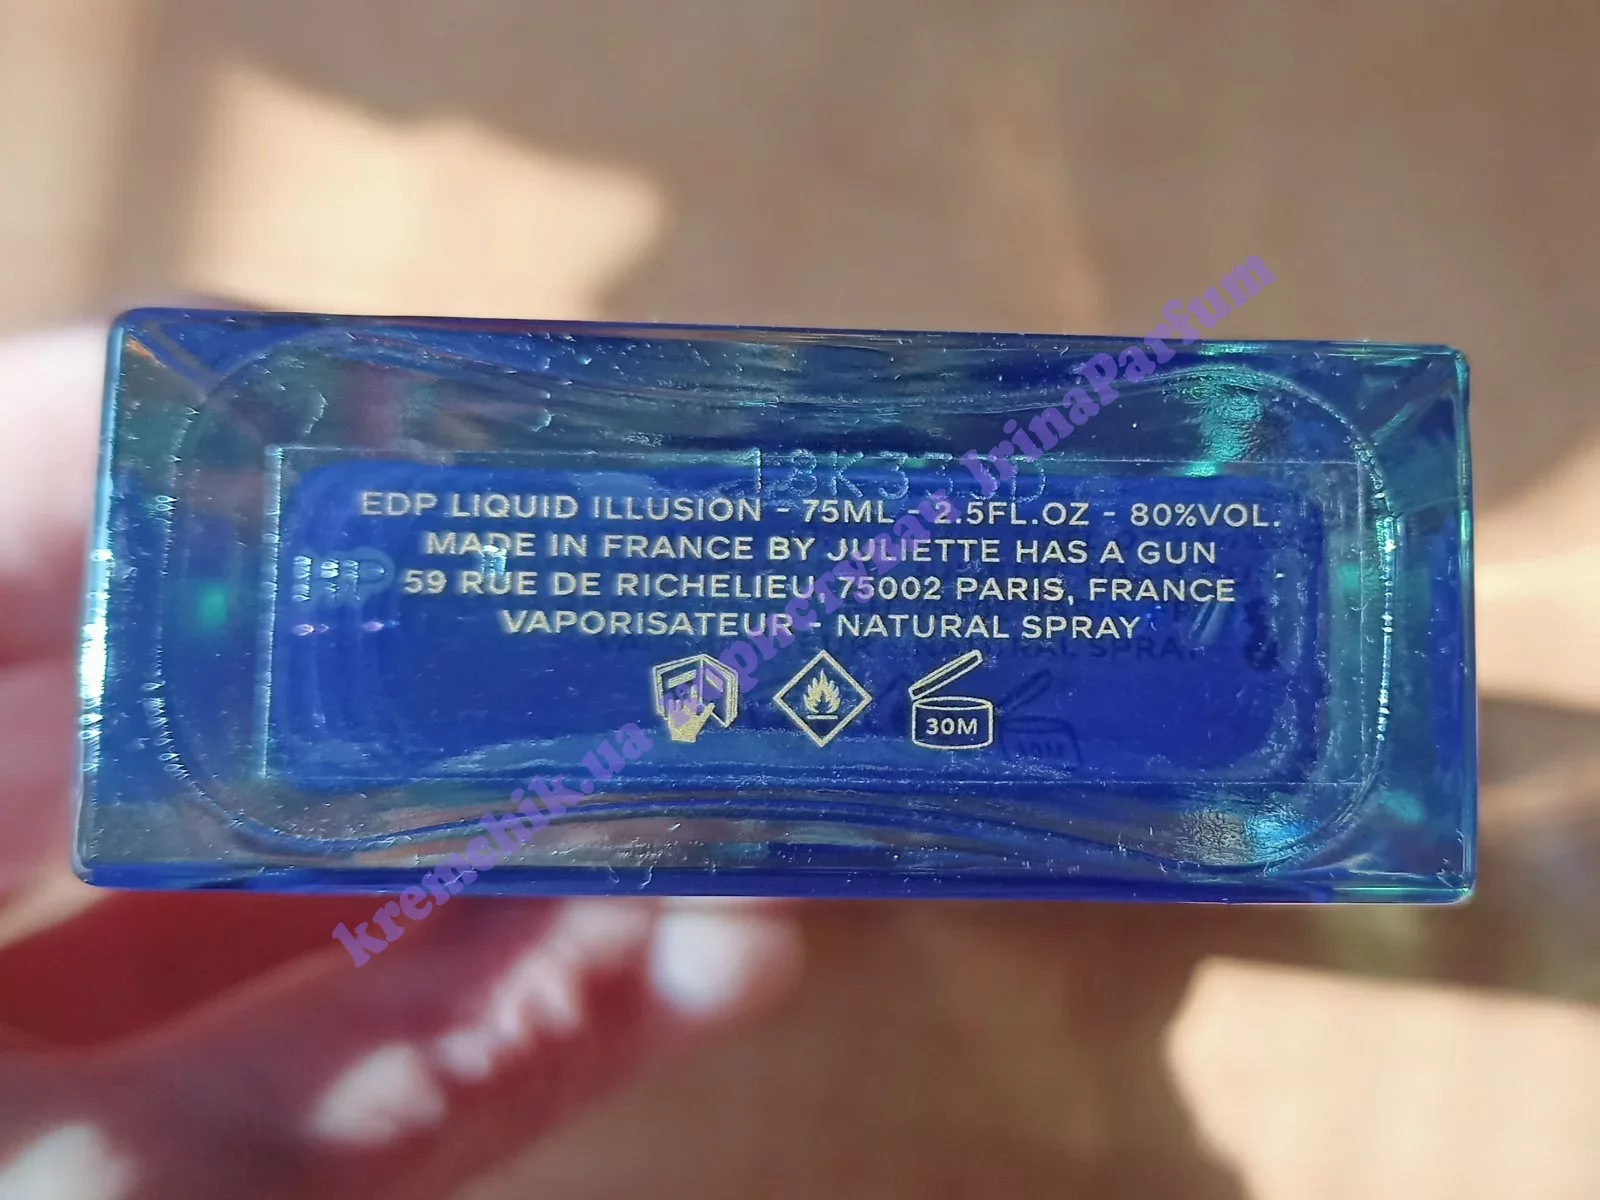 EDP LIQUID ILLUSION - 75ML - 2.5FL.OZ - 80%VOL.
MADE IN FRANCE BY JULIETTE HAS A GUN
59 RUE DE RICHELIEU, 75002 PARIS, FRANCE
VAPORISATEUR - NATURAL SPRAY
30M
kremchik.ua IrinaParfum